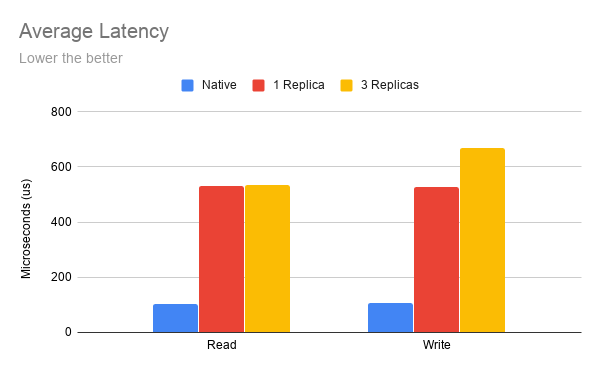 Average Latency
Lower the better
Native 1 Replica 3 Replicas
800
600
400
200
0
Microseconds (us)
Read Write